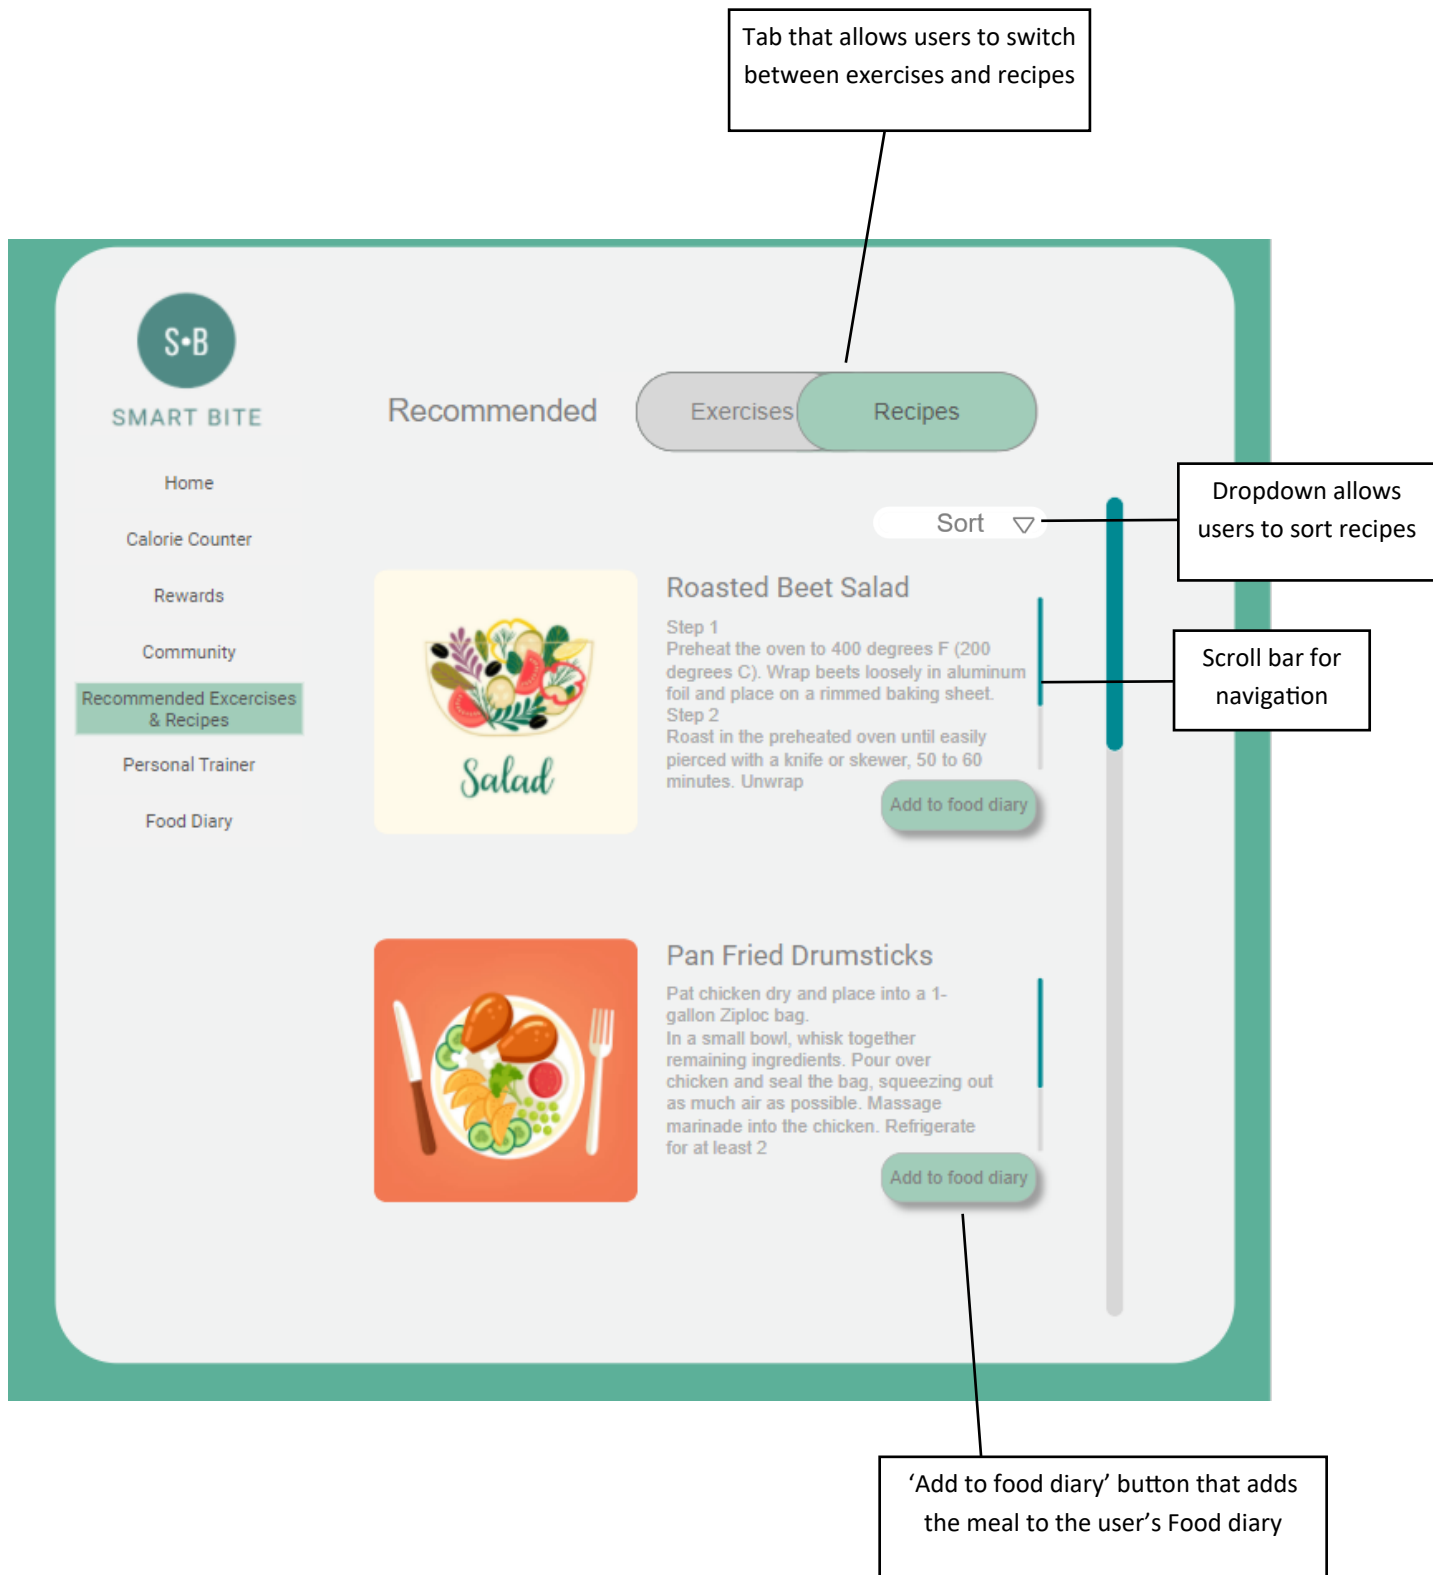 Tab that allows users to switch
between exercises and recipes
S•B
SMART BITE
Home
Calorie Counter
Rewards
Community
Recommended Excercises
& Recipes
Personal Trainer
Food Diary
Recommended
Exercises
Recipes
Sort
Dropdown allows
users to sort recipes
Salad
Roasted Beet Salad
Step 1
Preheat the oven to 400 degrees F (200
degrees C). Wrap beets loosely in aluminum
foil and place on a rimmed baking sheet.
Step 2
Roast in the preheated oven until easily
pierced with a knife or skewer, 50 to 60
minutes. Unwrap
Add to food diary
Scroll bar for
navigation
Pan Fried Drumsticks
Pat chicken dry and place into a 1-
gallon Ziploc bag.
In a small bowl, whisk together
remaining ingredients. Pour over
chicken and seal the bag, squeezing out
as much air as possible. Massage
marinade into the chicken. Refrigerate
for at least 2
Add to food diary
‘Add to food diary’ button that adds
the meal to the user’s Food diary